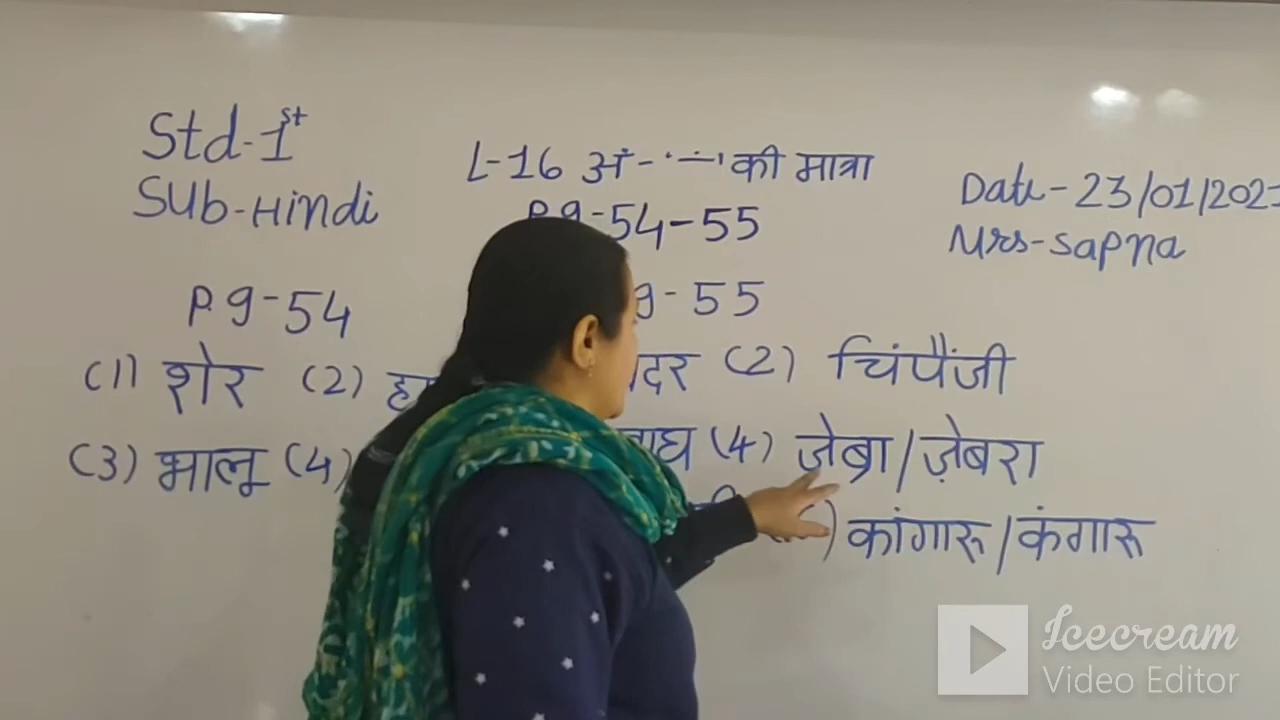 Std-1st
Sub-Hindi
L-16 अं- ं की मात्रा
Pg-54-55
Date-23/01/202
Mrs-Sapna
Pg-54
g-55
(1) शेर (2)
(2) चिंपैंजी
(3) भालू (4)
(4) ज़ेब्रा/ज़ेबरा
कांगारू/कंगारू
Icecream
Video Editor